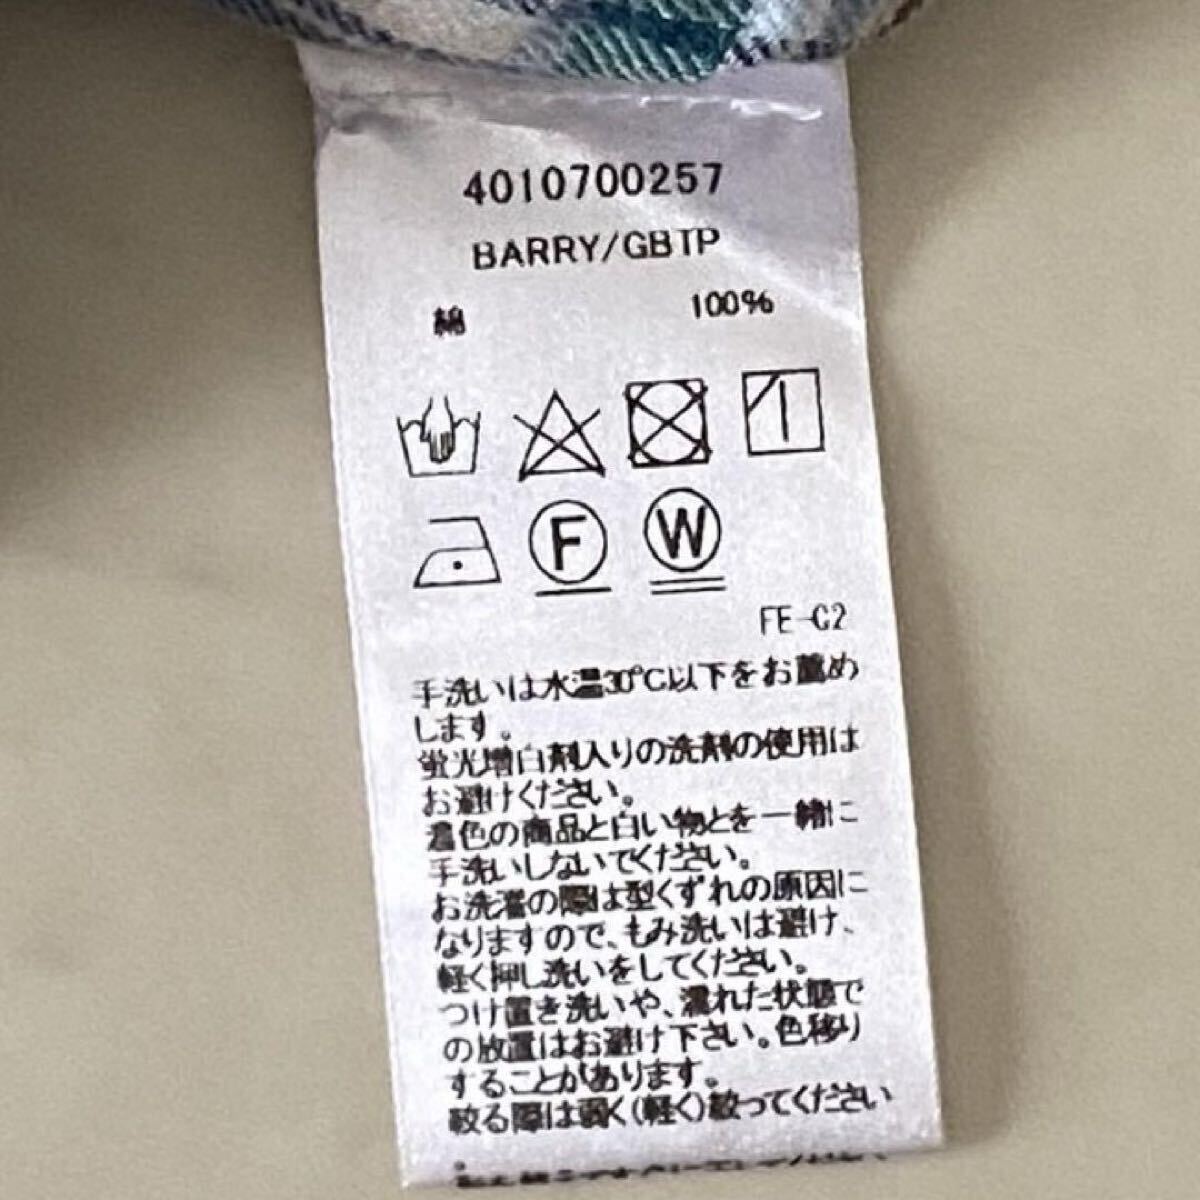 4010700257
BARRY/GBTP
綿 100%
F W
FE-C2
手洗いは水温30℃以下をお薦め
します。
蛍光増白剤入りの洗剤の使用は
お避けください。
濃色の商品と白い物とを一緒に
手洗いしないでください。
お洗濯の際は型くずれの原因に
なりますので、もみ洗いは避け、
軽く押し洗いをしてください。
つけ置き洗いや、濡れた状態で
の放置はお避け下さい。色移り
することがあります。
絞る際は弱く(軽く)絞ってください
。